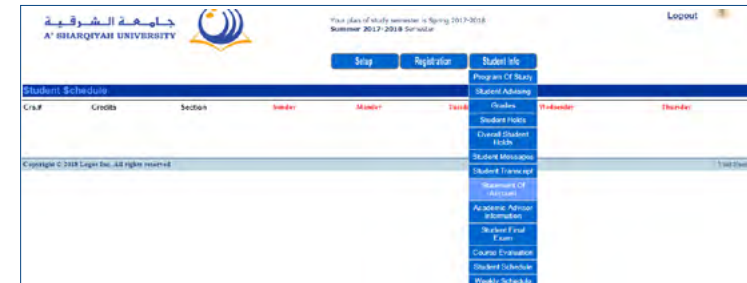 جامعة الشرقية
A' SHARQIYAH UNIVERSITY
Your plan of study semester is Spring 2017-2018
Summer 2017-2018 Semester
Logout
Setup
Registration
Student Info
Program Of Study
Student Advising
Grades
Student Holds
Overall Student Holds
Student Messages
Student Transcript
Statement Of Account
Academic Advisor Information
Student Final Exam
Course Evaluation
Student Schedule
Weekly Schedule
Student Schedule
Crs.# Credits Section Sunday Monday Wednesday Thursday
Copyright © 2018 Logsr Inc. All rights reserved